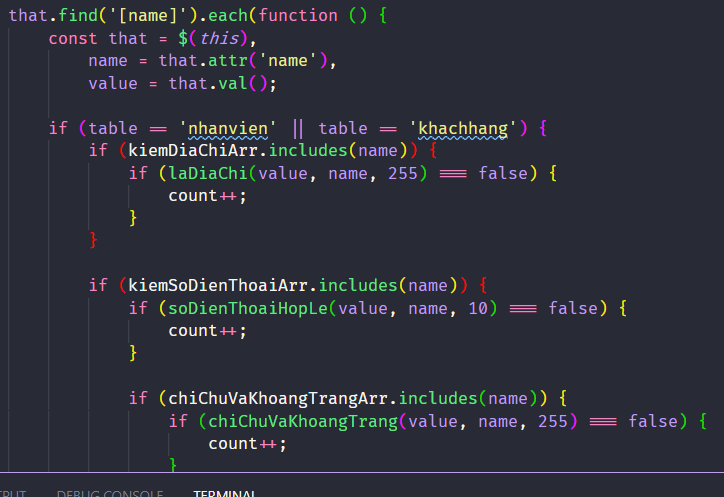 that.find('[name]').each(function () {
const that = $(this),
name = that.attr('name'),
value = that.val();
if (table == 'nhanvien' || table == 'khachhang') {
if (kiemDiaChiArr.includes(name)) {
if (laDiaChi(value, name, 255) === false) {
count++;
}
}
if (kiemSoDienThoaiArr.includes(name)) {
if (soDienThoaiHopLe(value, name, 10) === false) {
count++;
}
if (chiChuVaKhoangTrangArr.includes(name)) {
if (chiChuVaKhoangTrang(value, name, 255) === false) {
count++;
}
DEBUG CONSOLE TERMINAL